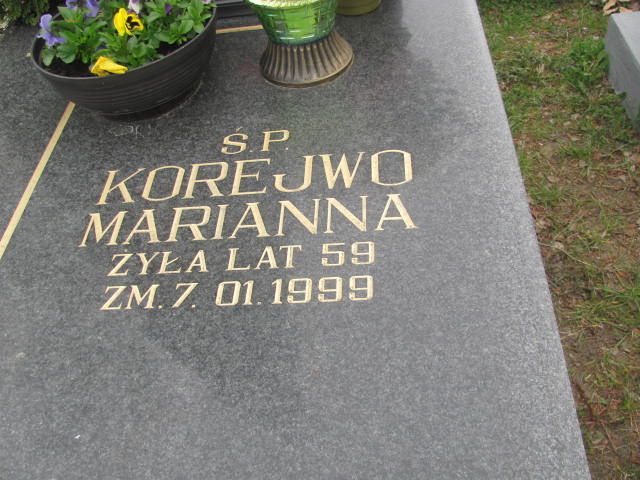 Ś.P.
KOREJWO
MARIANNA
ŻYŁA LAT 59
ZM. 7. 01. 1999